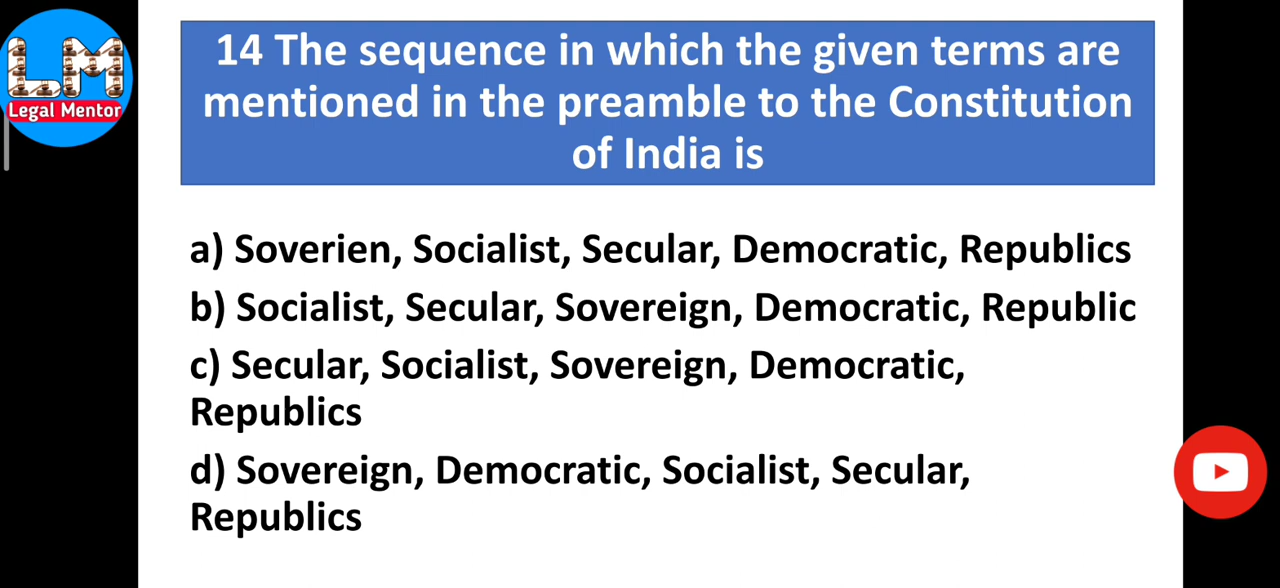 LM
Legal Mentor
14 The sequence in which the given terms are
mentioned in the preamble to the Constitution
of India is
a) Soverien, Socialist, Secular, Democratic, Republics
b) Socialist, Secular, Sovereign, Democratic, Republic
c) Secular, Socialist, Sovereign, Democratic,
Republics
d) Sovereign, Democratic, Socialist, Secular,
Republics